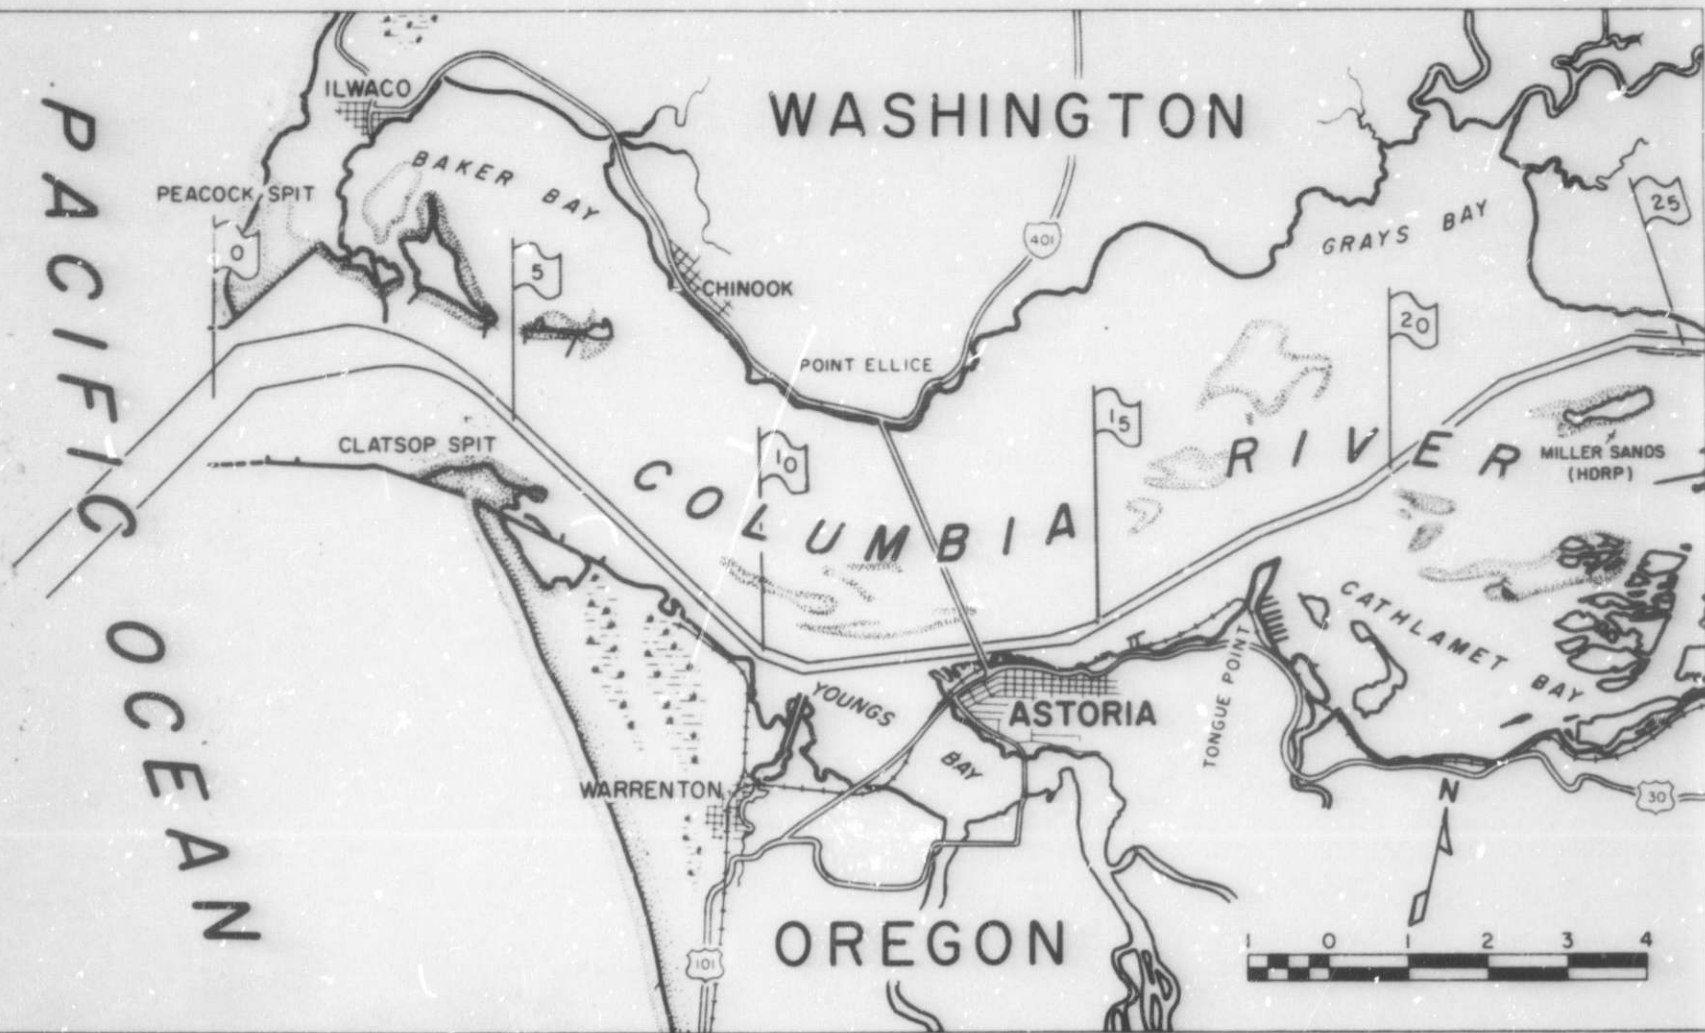 ILWACO
WASHINGTON
PACIFIC OCEAN
BAKER BAY
PEACOCK SPIT
0
5
25
401
GRAYS BAY
CHINOOK
20
POINT ELLICE
15
CLATSOP SPIT
10
COLUMBIA RIVER
MILLER SANDS
(HDRP)
CATHLAMET BAY
YOUNGS BAY
ASTORIA
TONGUE POINT
WARRENTON
30
N
OREGON
101
1 0 1 2 3 4